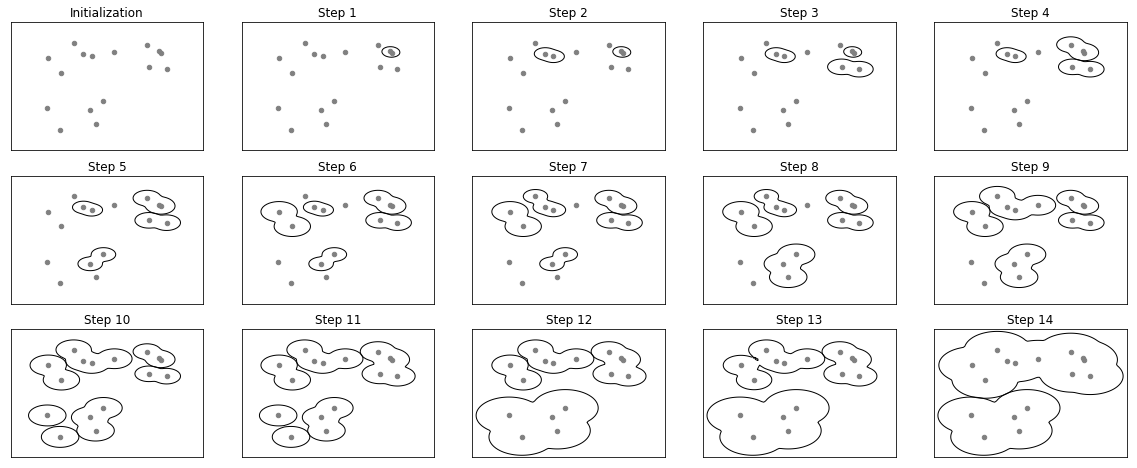 Initialization
Step 1
Step 2
Step 3
Step 4
Step 5
Step 6
Step 7
Step 8
Step 9
Step 10
Step 11
Step 12
Step 13
Step 14